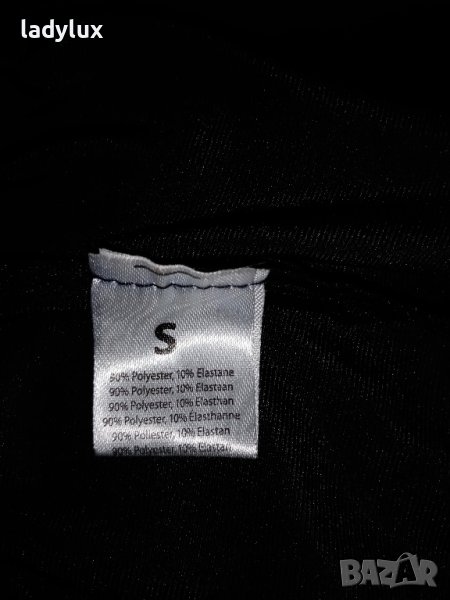 ladylux
S
90% Polyester, 10% Elastane
90% Polyester, 10% Elastaan
90% Polyester, 10% Elasthan
90% Polyester, 10% Elasthanne
90% Poliester, 10% Elastan
90% Polyester, 10% Elastan
BAZAR